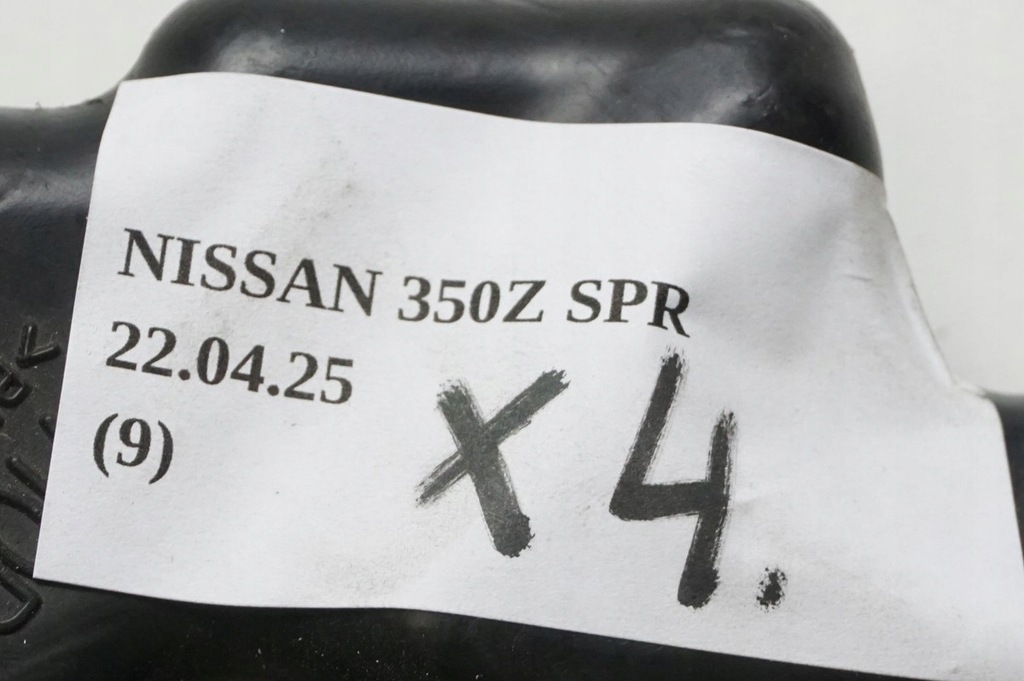 NISSAN 350Z SPR
22.04.25
(9)
X4.